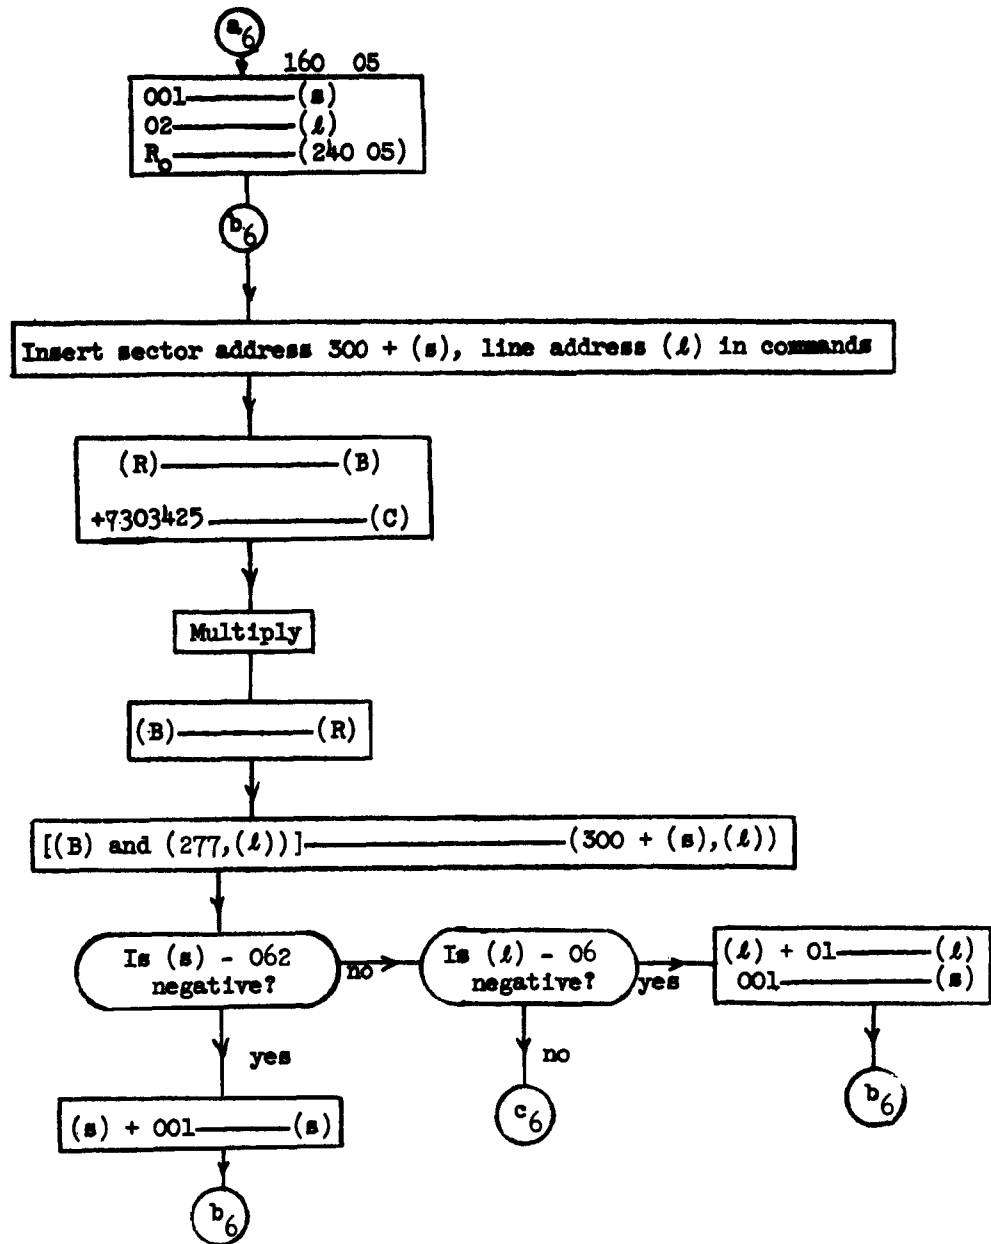 a6
160 05
001———(s)
02———(ℓ)
R0———(240 05)
b6
Insert sector address 300 + (s), line address (ℓ) in commands
(R)———(B)
+7303425———(C)
Multiply
(B)———(R)
[(B) and (277,(ℓ))]———(300 + (s),(ℓ))
Is (s) - 062
negative?
no
Is (ℓ) - 06
negative?
yes
(ℓ) + 01———(ℓ)
001———(s)
yes
no
b6
c6
(s) + 001———(s)
b6